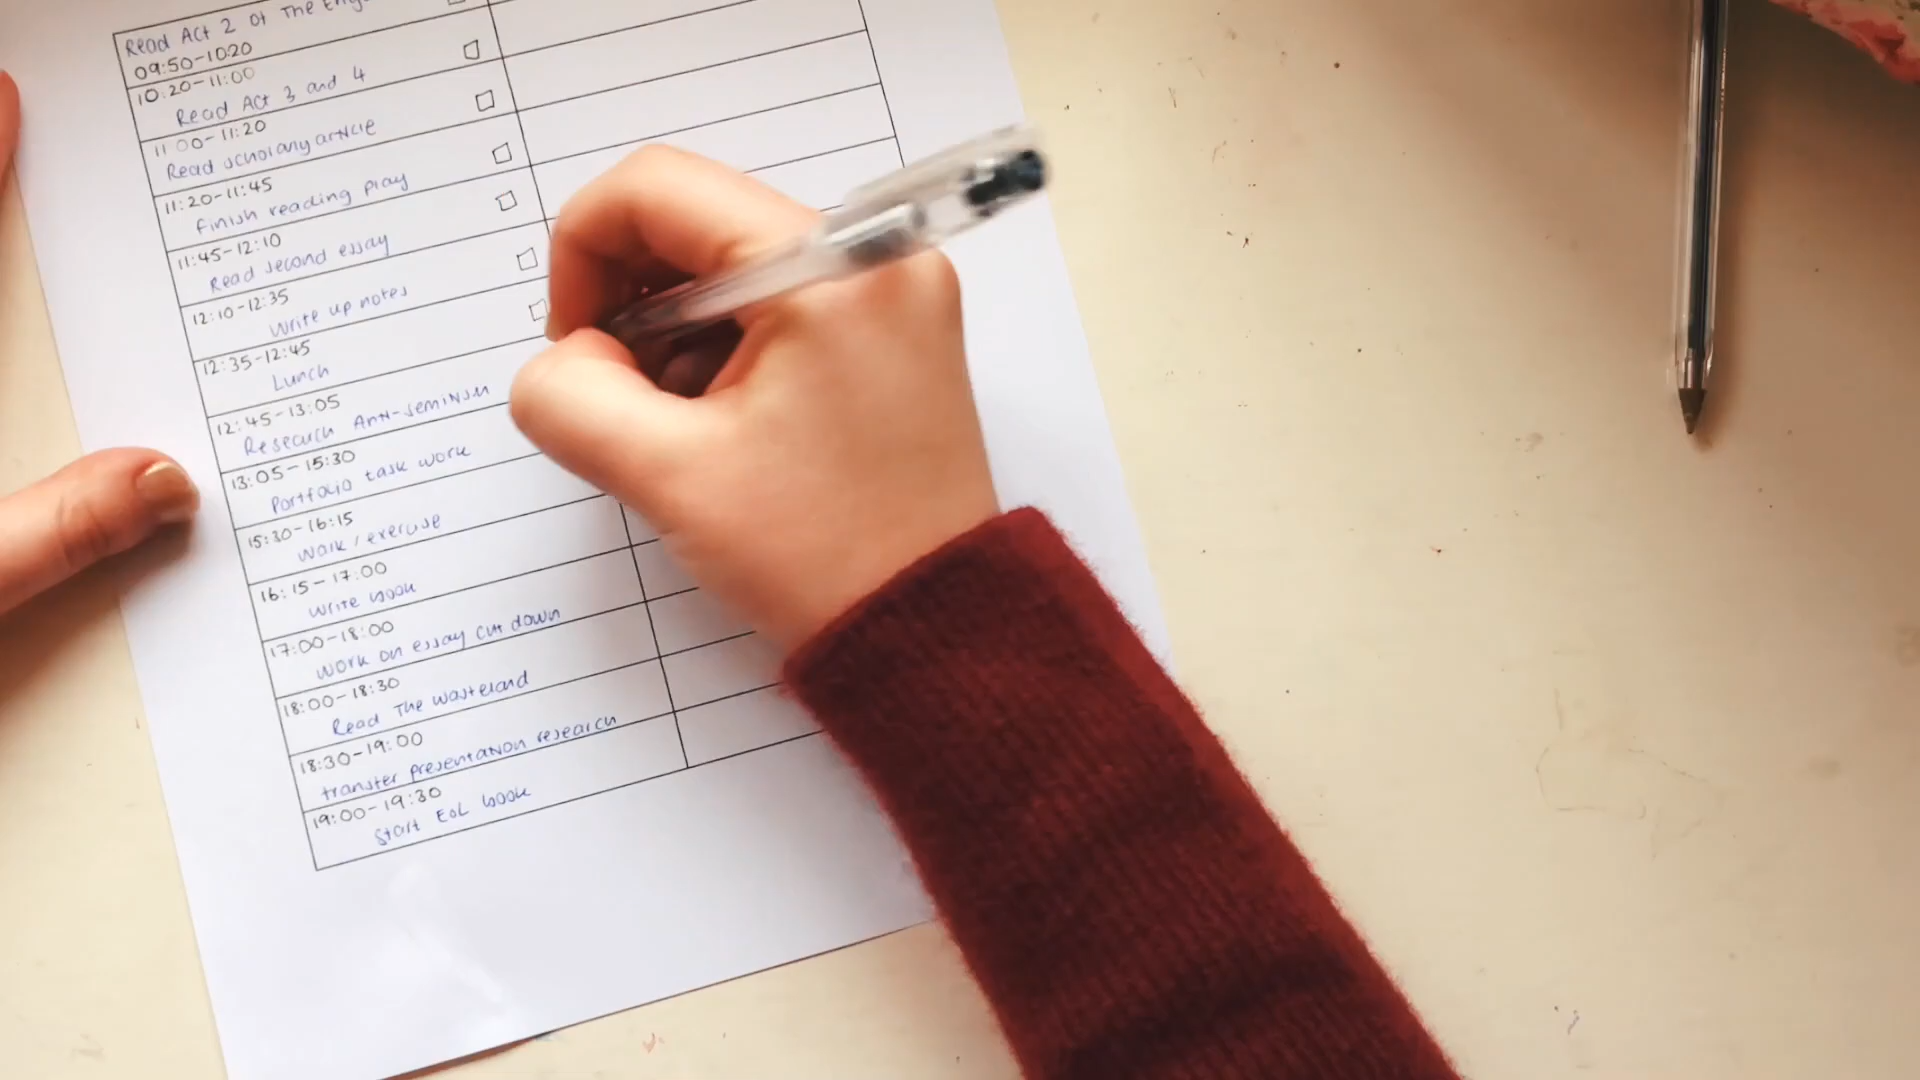 Read Act 2 of The
09:50-10:20
10:20-11:00
Read Act 3 and 4
11:00-11:20
Read scholarly article
11:20-11:45
Finish reading play
11:45-12:10
Read second essay
12:10-12:35
Write up notes
12:35-12:45
Lunch
12:45-13:05
Research Anti-seminism
13:05-15:30
Portfolio task work
15:30-16:15
Walk / exercise
16:15-17:00
Write book
17:00-18:00
Work on essay cut down
18:00-18:30
Read The Wasteland
18:30-19:00
transfer presentation research
19:00-19:30
Start EoL book